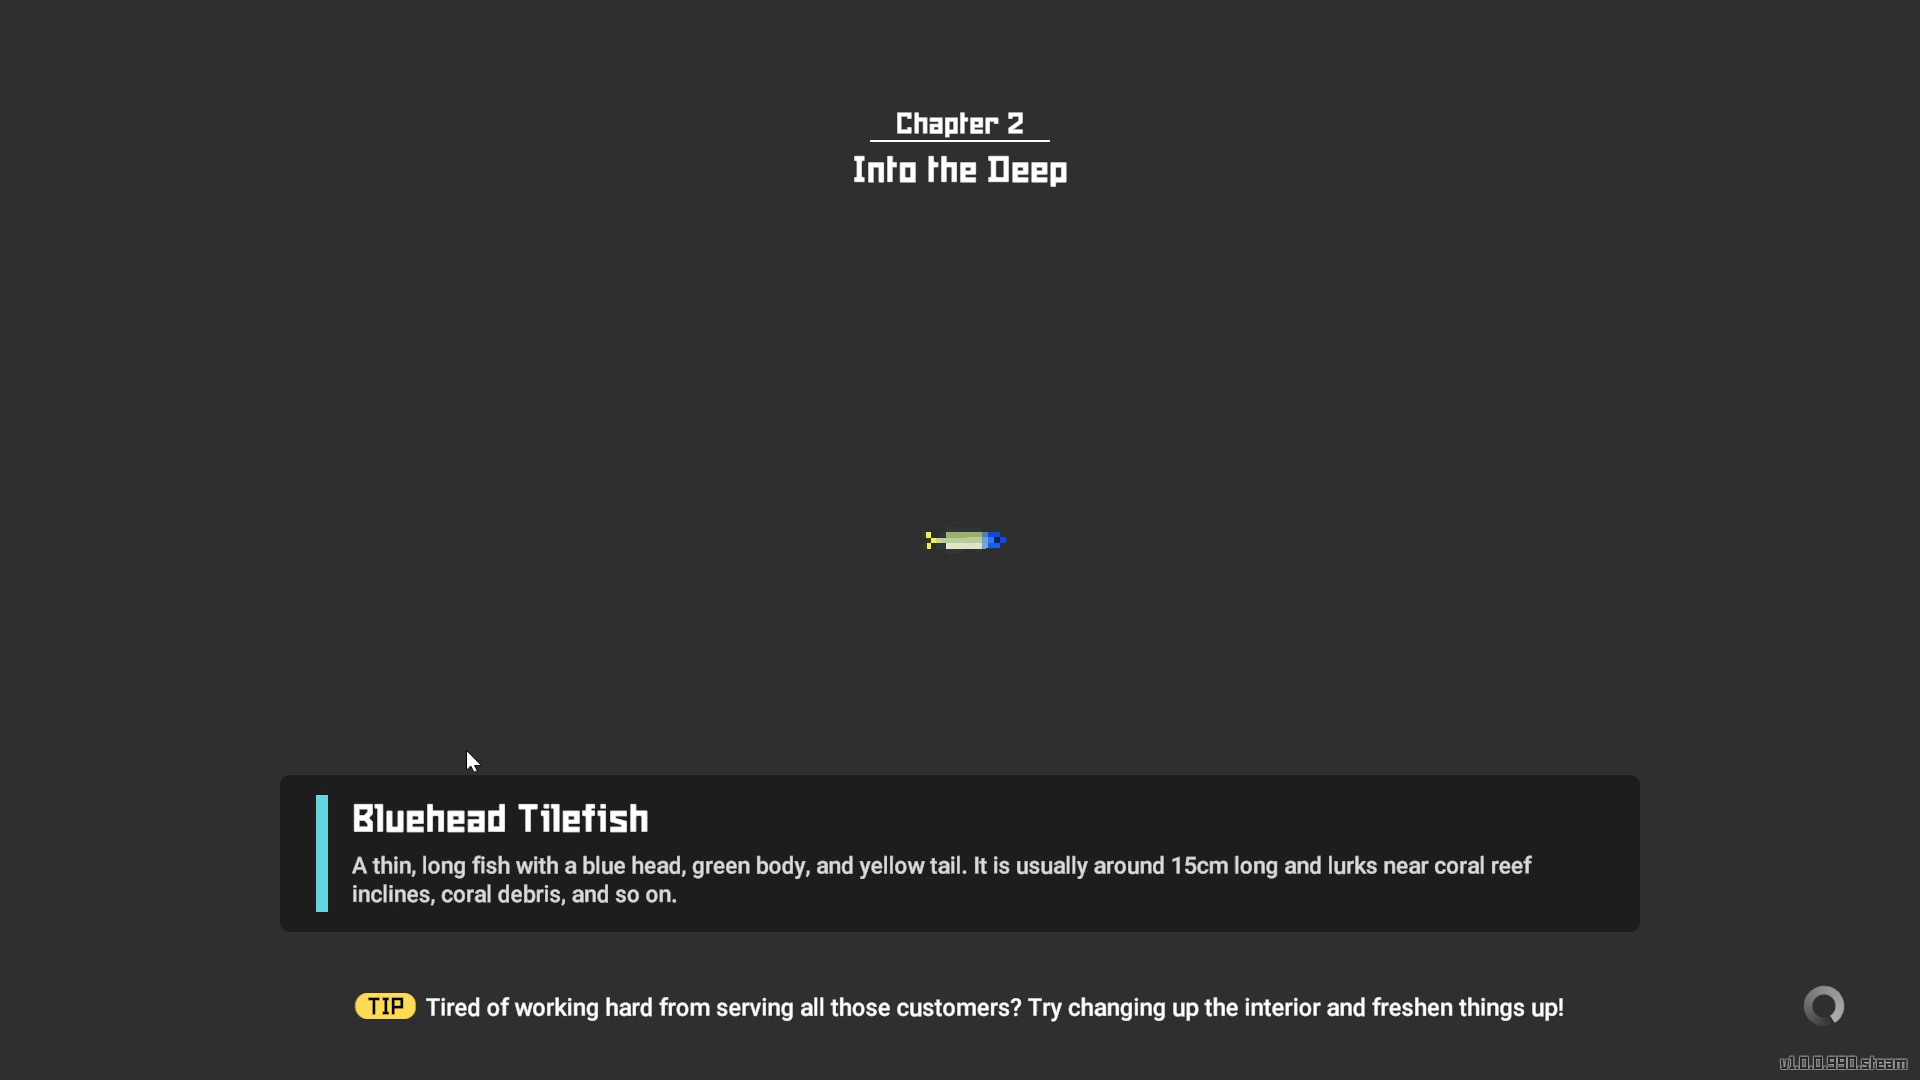 Chapter 2
Into the Deep
Bluehead Tilefish
A thin, long fish with a blue head, green body, and yellow tail. It is usually around 15cm long and lurks near coral reef
inclines, coral debris, and so on.
TIP Tired of working hard from serving all those customers? Try changing up the interior and freshen things up!
v1.0.0.990.steam